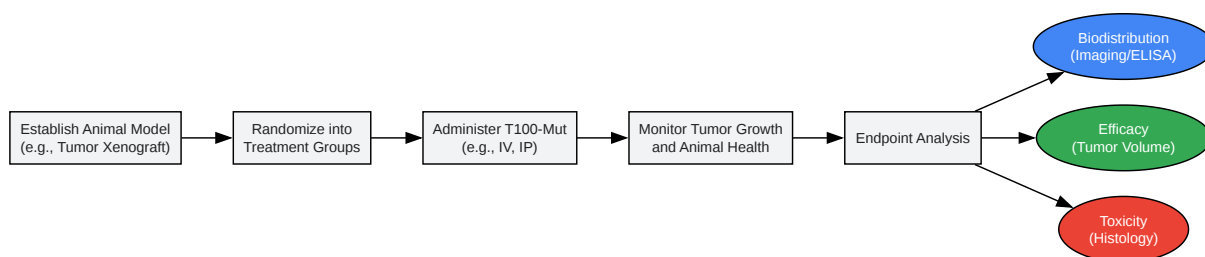 Establish Animal Model
(e.g., Tumor Xenograft)
Randomize into
Treatment Groups
Administer T100-Mut
(e.g., IV, IP)
Monitor Tumor Growth
and Animal Health
Endpoint Analysis
Biodistribution
(Imaging/ELISA)
Efficacy
(Tumor Volume)
Toxicity
(Histology)